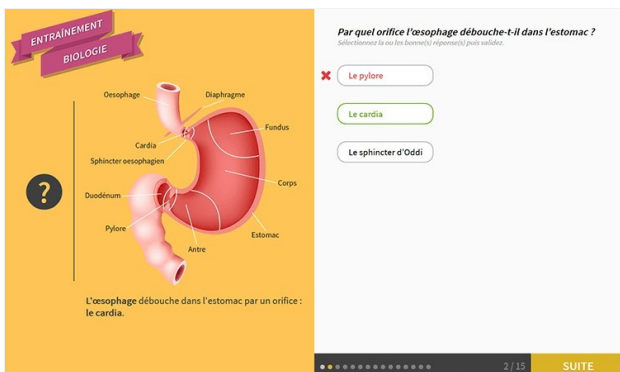 ENTRAÎNEMENT
BIOLOGIE
Oesophage
Diaphragme
Fundus
Cardia
Sphincter oesophagien
Corps
Duodénum
Pylore
Estomac
Antre
?
L'œsophage débouche dans l'estomac par un orifice :
le cardia.
Par quel orifice l'œsophage débouche-t-il dans l'estomac ?
Sélectionnez la ou les bonne(s) réponse(s) puis validez.
Le pylore
Le cardia
Le sphincter d'Oddi
2 / 15
SUITE